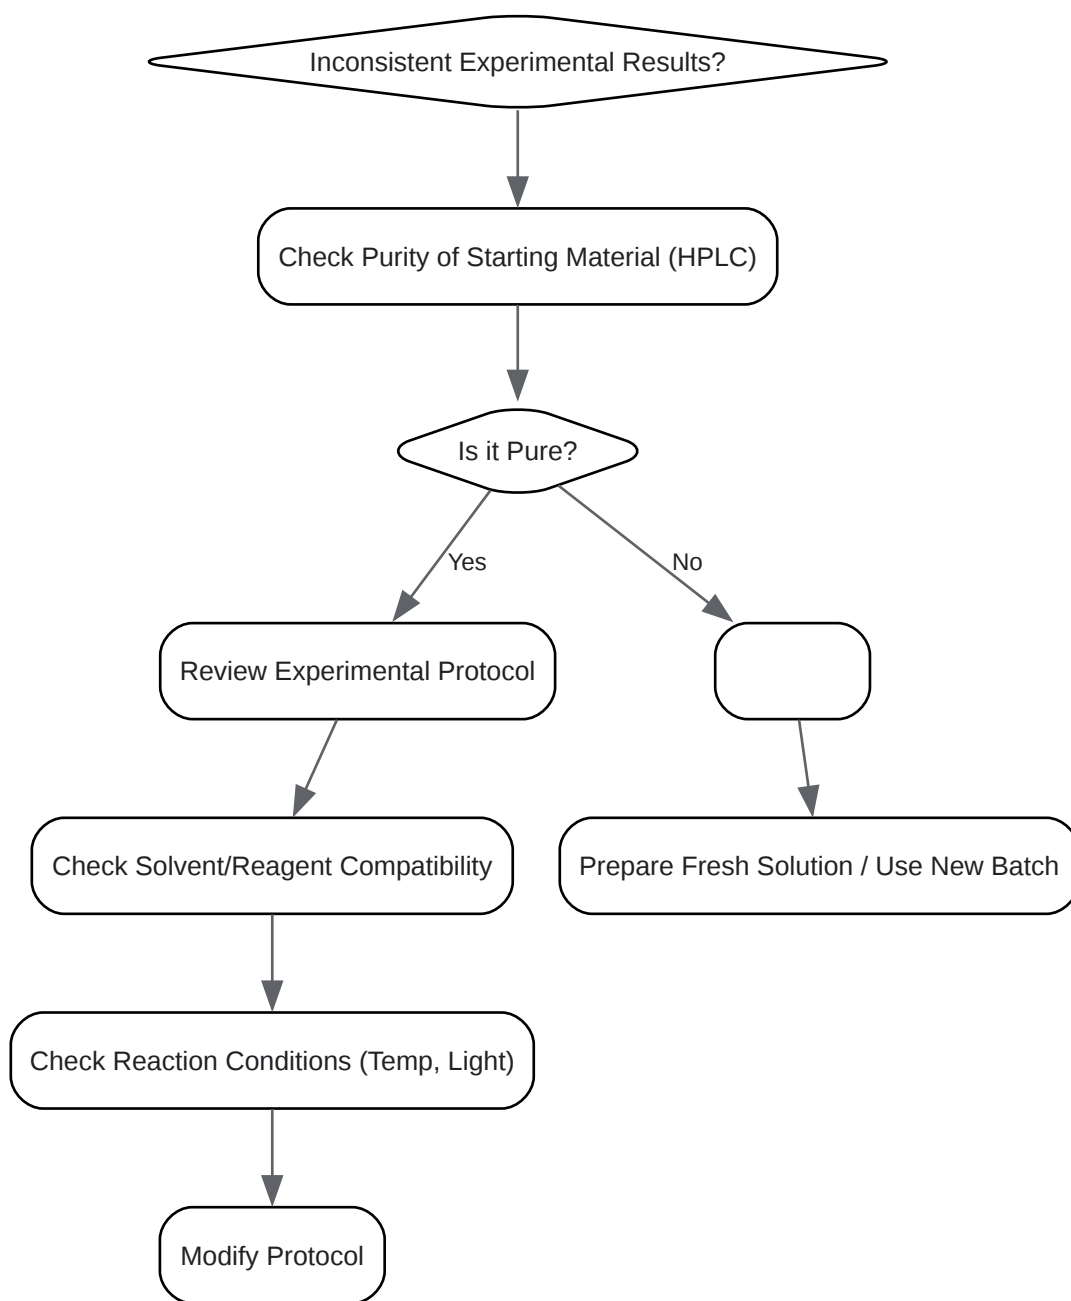 Inconsistent Experimental Results?
Check Purity of Starting Material (HPLC)
Is it Pure?
Yes
No
Review Experimental Protocol
Check Solvent/Reagent Compatibility
Prepare Fresh Solution / Use New Batch
Check Reaction Conditions (Temp, Light)
Modify Protocol